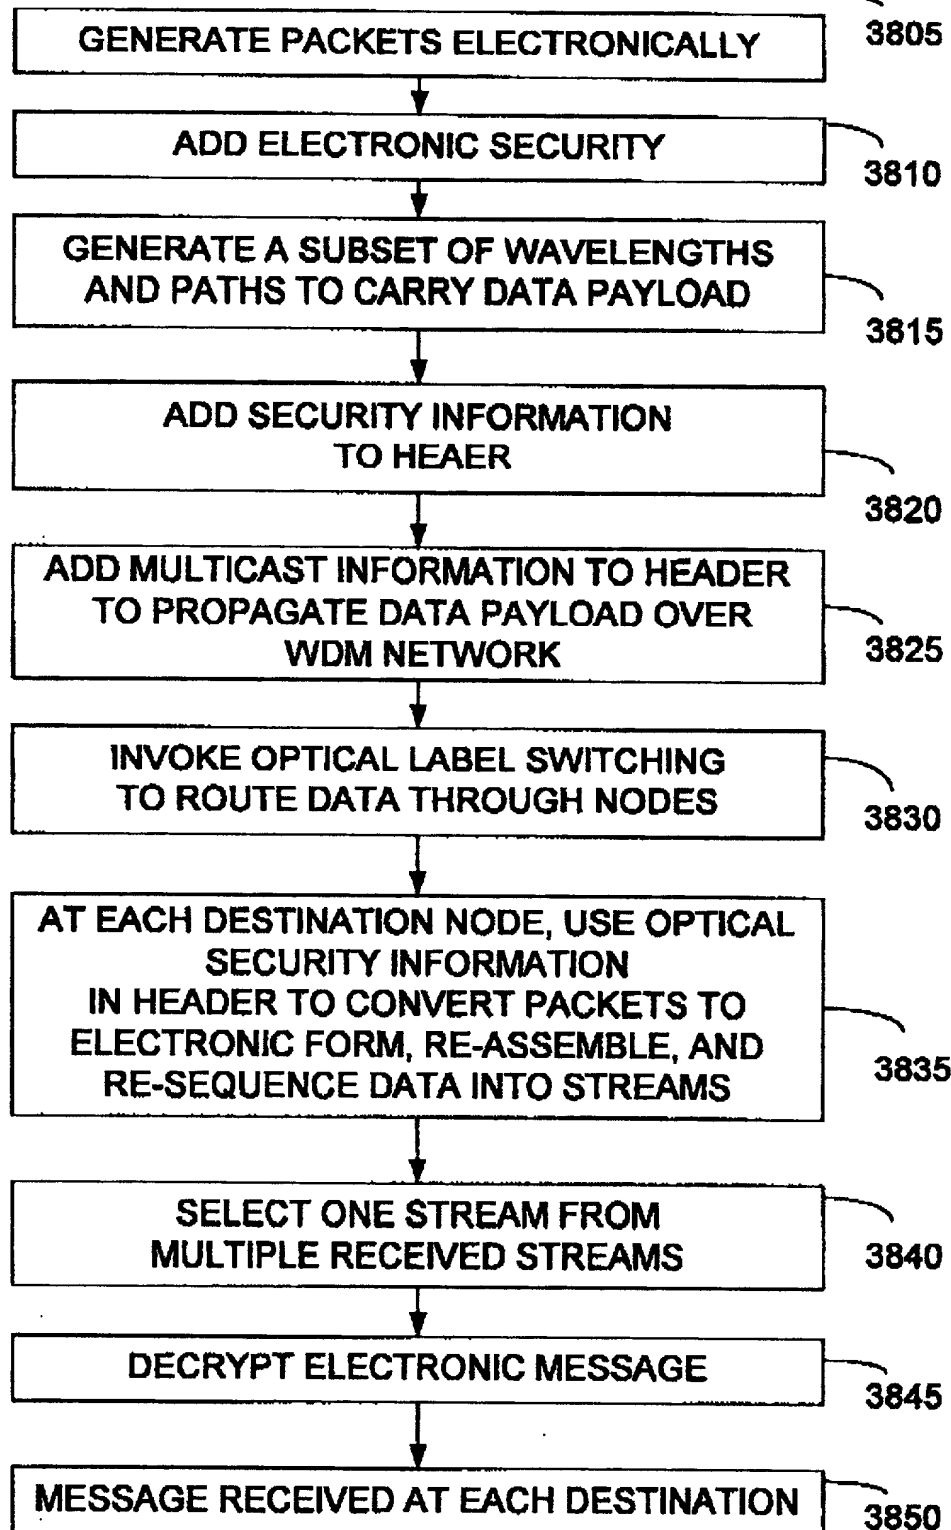 GENERATE PACKETS ELECTRONICALLY
3805
ADD ELECTRONIC SECURITY
3810
GENERATE A SUBSET OF WAVELENGTHS
AND PATHS TO CARRY DATA PAYLOAD
3815
ADD SECURITY INFORMATION
TO HEAER
3820
ADD MULTICAST INFORMATION TO HEADER
TO PROPAGATE DATA PAYLOAD OVER
WDM NETWORK
3825
INVOKE OPTICAL LABEL SWITCHING
TO ROUTE DATA THROUGH NODES
3830
AT EACH DESTINATION NODE, USE OPTICAL
SECURITY INFORMATION
IN HEADER TO CONVERT PACKETS TO
ELECTRONIC FORM, RE-ASSEMBLE, AND
RE-SEQUENCE DATA INTO STREAMS
3835
SELECT ONE STREAM FROM
MULTIPLE RECEIVED STREAMS
3840
DECRYPT ELECTRONIC MESSAGE
3845
MESSAGE RECEIVED AT EACH DESTINATION
3850